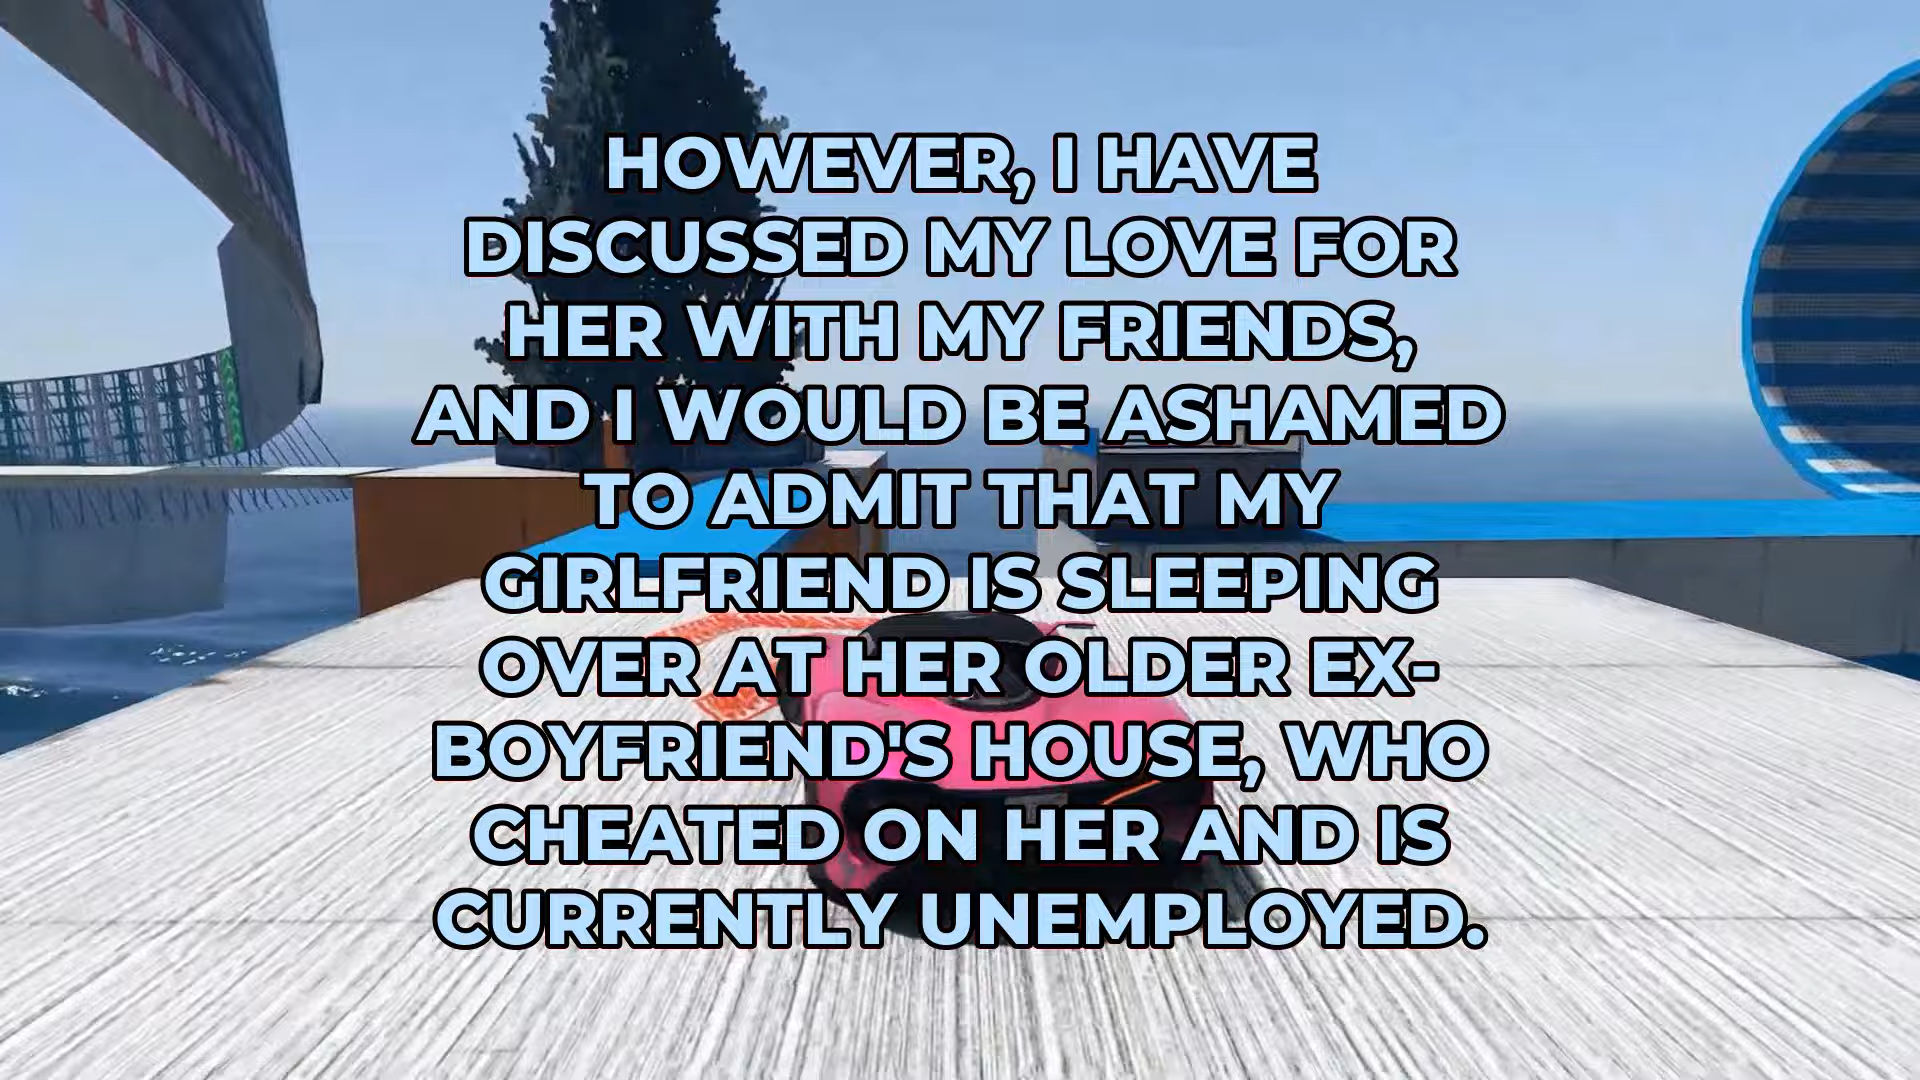 HOWEVER, I HAVE
DISCUSSED MY LOVE FOR
HER WITH MY FRIENDS,
AND I WOULD BE ASHAMED
TO ADMIT THAT MY
GIRLFRIEND IS SLEEPING
OVER AT HER OLDER EX-
BOYFRIEND'S HOUSE, WHO
CHEATED ON HER AND IS
CURRENTLY UNEMPLOYED.